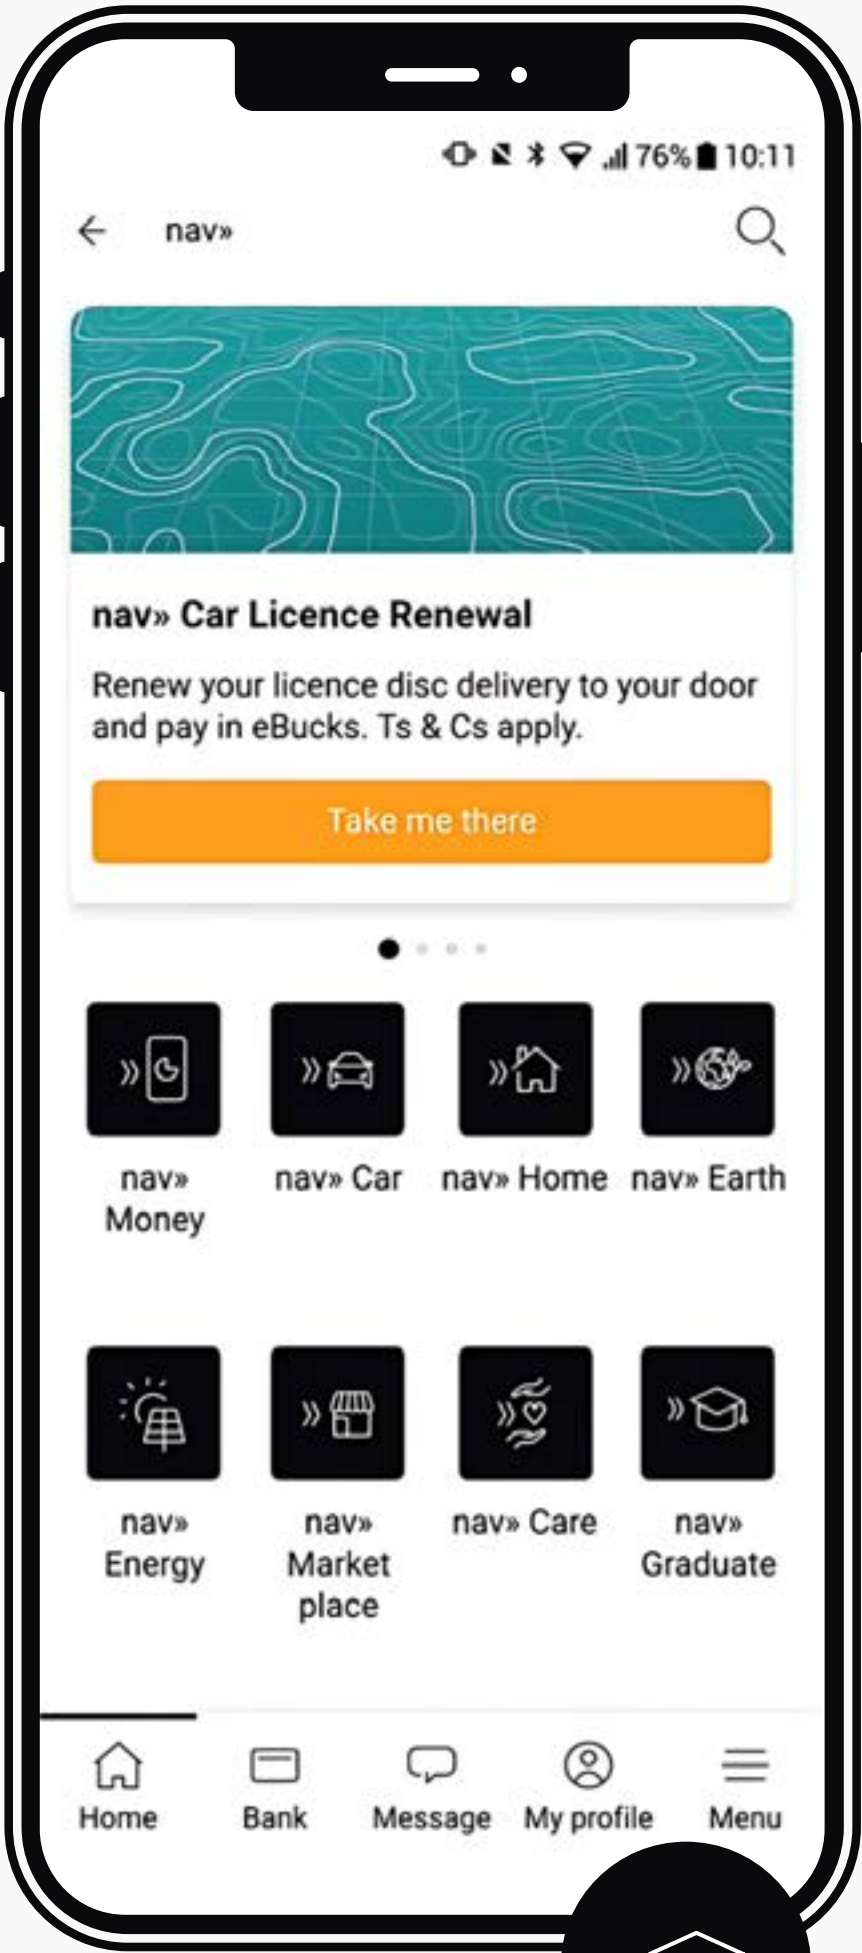 76% 10:11
nav»
nav» Car Licence Renewal
Renew your licence disc delivery to your door
and pay in eBucks. Ts & Cs apply.
Take me there
nav»
Money
nav» Car
nav» Home
nav» Earth
nav»
Energy
nav»
Market
place
nav» Care
nav»
Graduate
Home
Bank
Message
My profile
Menu